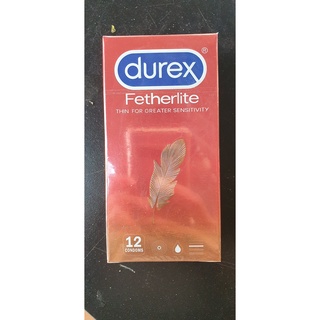 durex®
Fetherlite
THIN FOR GREATER SENSITIVITY
12
CONDOMS